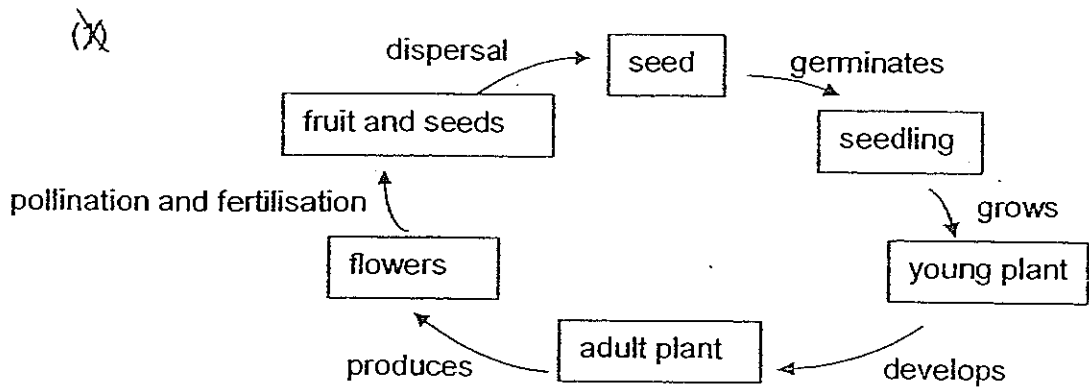 dispersal
seed
germinates
fruit and seeds
seedling
pollination and fertilisation
grows
flowers
young plant
adult plant
produces
develops